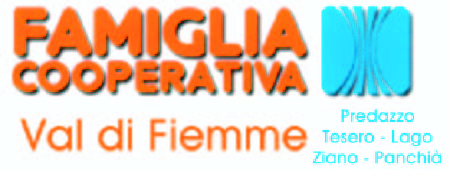 FAMIGLIA
COOPERATIVA
Val di Fiemme
Predazzo
Tesero - Lago
Ziano - Panchià